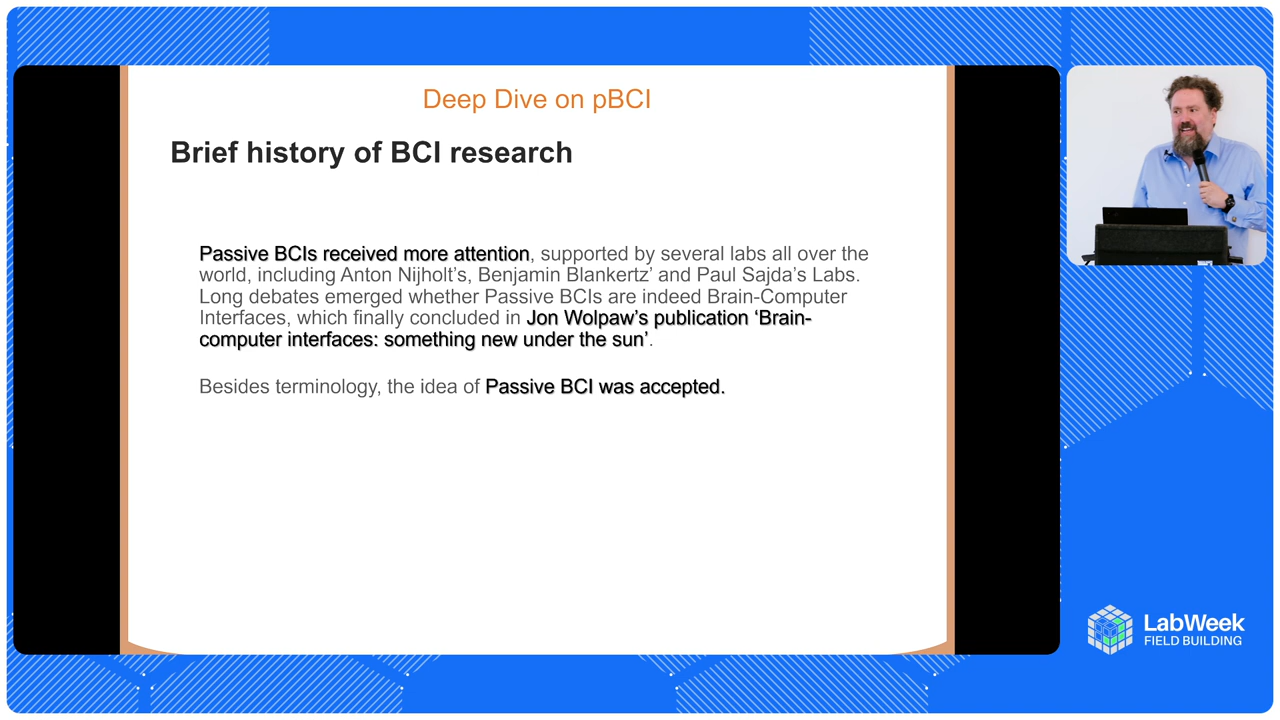 Deep Dive on pBCI
Brief history of BCI research
Passive BCIs received more attention, supported by several labs all over the
world, including Anton Nijholt’s, Benjamin Blankertz’ and Paul Sajda’s Labs.
Long debates emerged whether Passive BCIs are indeed Brain-Computer
Interfaces, which finally concluded in Jon Wolpaw’s publication ‘Brain-
computer interfaces: something new under the sun’.
Besides terminology, the idea of Passive BCI was accepted.
LabWeek
FIELD BUILDING